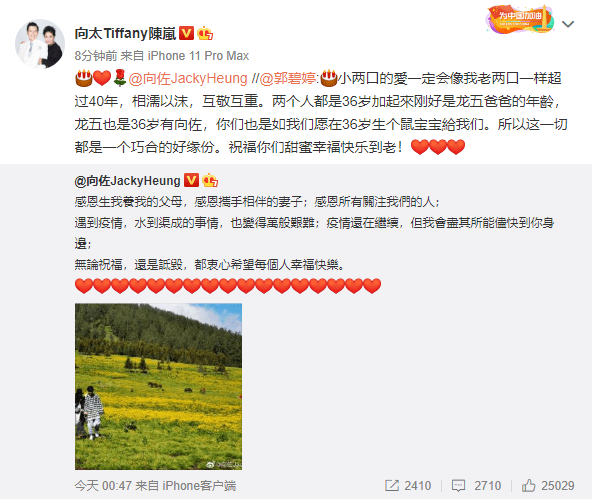 为中国加油
向太Tiffany陳嵐
8分钟前 来自 iPhone 11 Pro Max
@向佐JackyHeung //@郭碧婷:小两口的愛一定会像我老两口一样超
过40年，相濡以沫，互敬互重。两个人都是36岁加起來刚好是龙五爸爸的年龄，
龙五也是36岁有向佐，你们也是如我们愿在36岁生个鼠宝宝給我们。所以这一切
都是一个巧合的好缘份。祝福你们甜蜜幸福快乐到老！
@向佐JackyHeung
感恩生我養我的父母，感恩攜手相伴的妻子；感恩所有關注我們的人；
遇到疫情，水到渠成的事情，也變得萬般艱難；疫情還在繼續，但我會盡其所能儘快到你身
邊；
無論祝福，還是詆毀，都衷心希望每個人幸福快樂。
今天 00:47 来自 iPhone客户端
2410
2710
25029